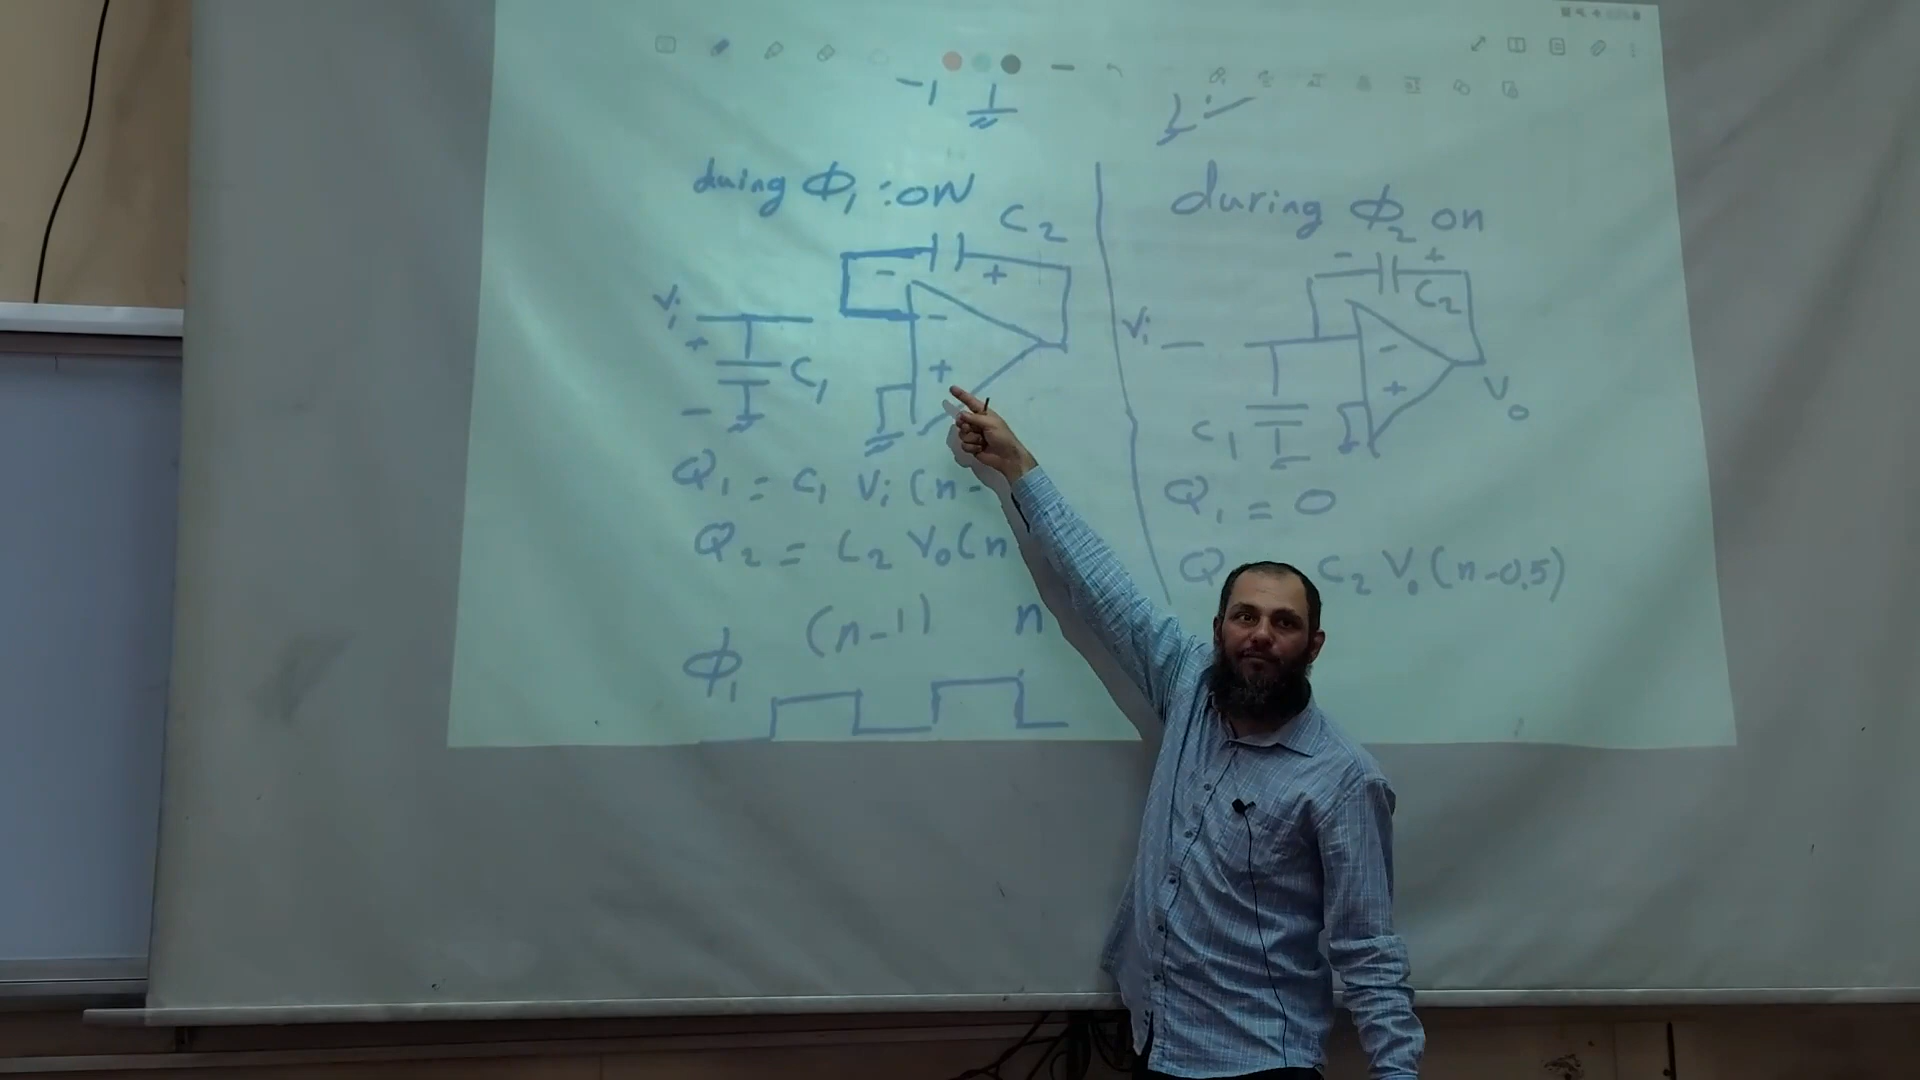 -1
during Φ1 : ON
C2
- +
Vi
-
+
C1
+
-
Q1 = C1 Vi (n-
Q2 = C2 Vo(n
(n-1) n
Φ1
during Φ2 on
- +
C2
Vi
-
+
Vo
C1
Q1 = 0
Q C2 Vo (n-0.5)